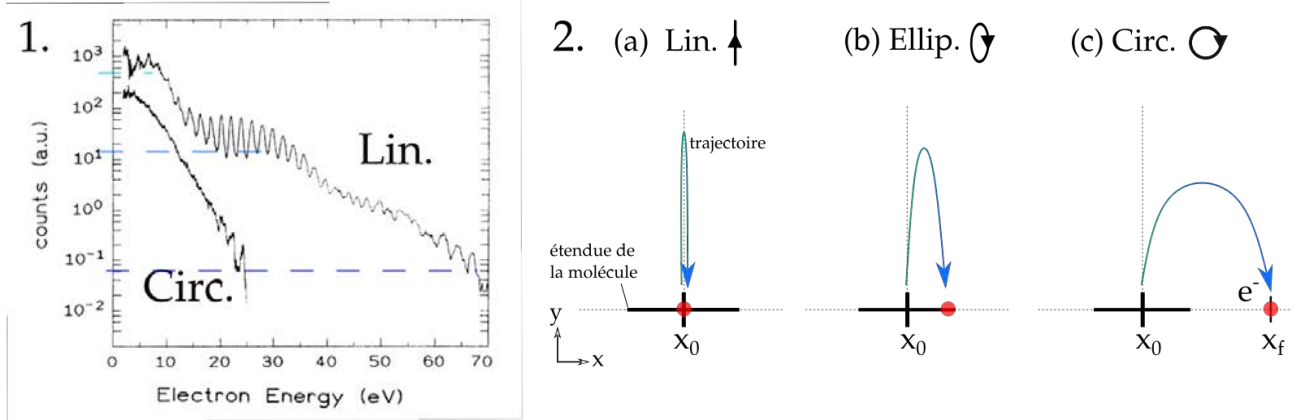 1.
counts (a.u.)
10³
10²
10¹
10⁰
10⁻¹
10⁻²
Lin.
Circ.
0 10 20 30 40 50 60 70
Electron Energy (eV)
2. (a) Lin. (b) Ellip. (c) Circ.
trajectoire
étendue de
la molécule
e⁻
y
x
x₀ x₀ x₀ x_f